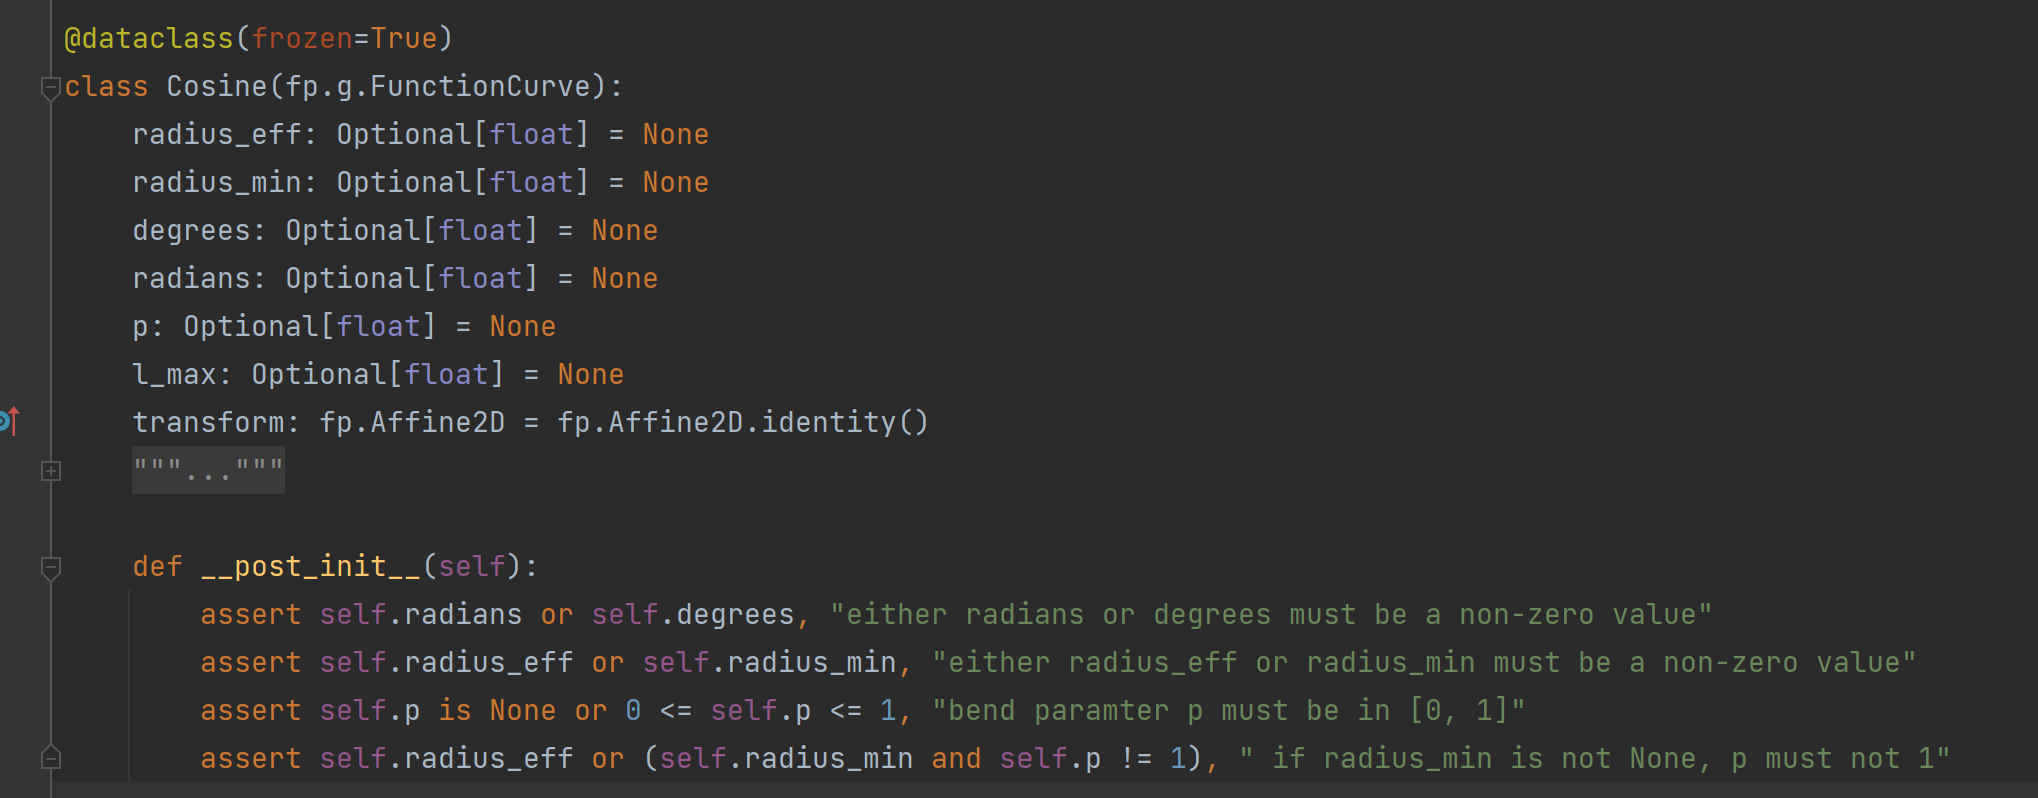 @dataclass(frozen=True)
class Cosine(fp.g.FunctionCurve):
    radius_eff: Optional[float] = None
    radius_min: Optional[float] = None
    degrees: Optional[float] = None
    radians: Optional[float] = None
    p: Optional[float] = None
    l_max: Optional[float] = None
    transform: fp.Affine2D = fp.Affine2D.identity()
    """..."""
    def __post_init__(self):
        assert self.radians or self.degrees, "either radians or degrees must be a non-zero value"
        assert self.radius_eff or self.radius_min, "either radius_eff or radius_min must be a non-zero value"
        assert self.p is None or 0 <= self.p <= 1, "bend paramter p must be in [0, 1]"
        assert self.radius_eff or (self.radius_min and self.p != 1), " if radius_min is not None, p must not 1"